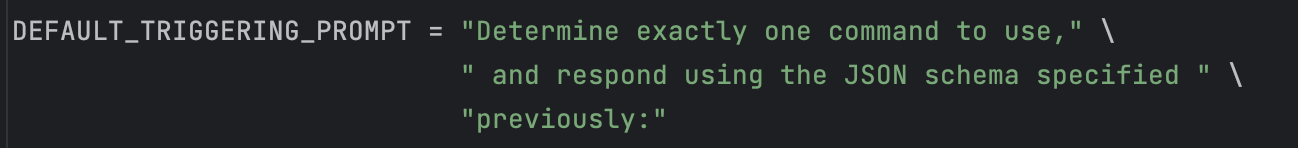 DEFAULT_TRIGGERING_PROMPT = "Determine exactly one command to use," \
" and respond using the JSON schema specified " \
"previously:"